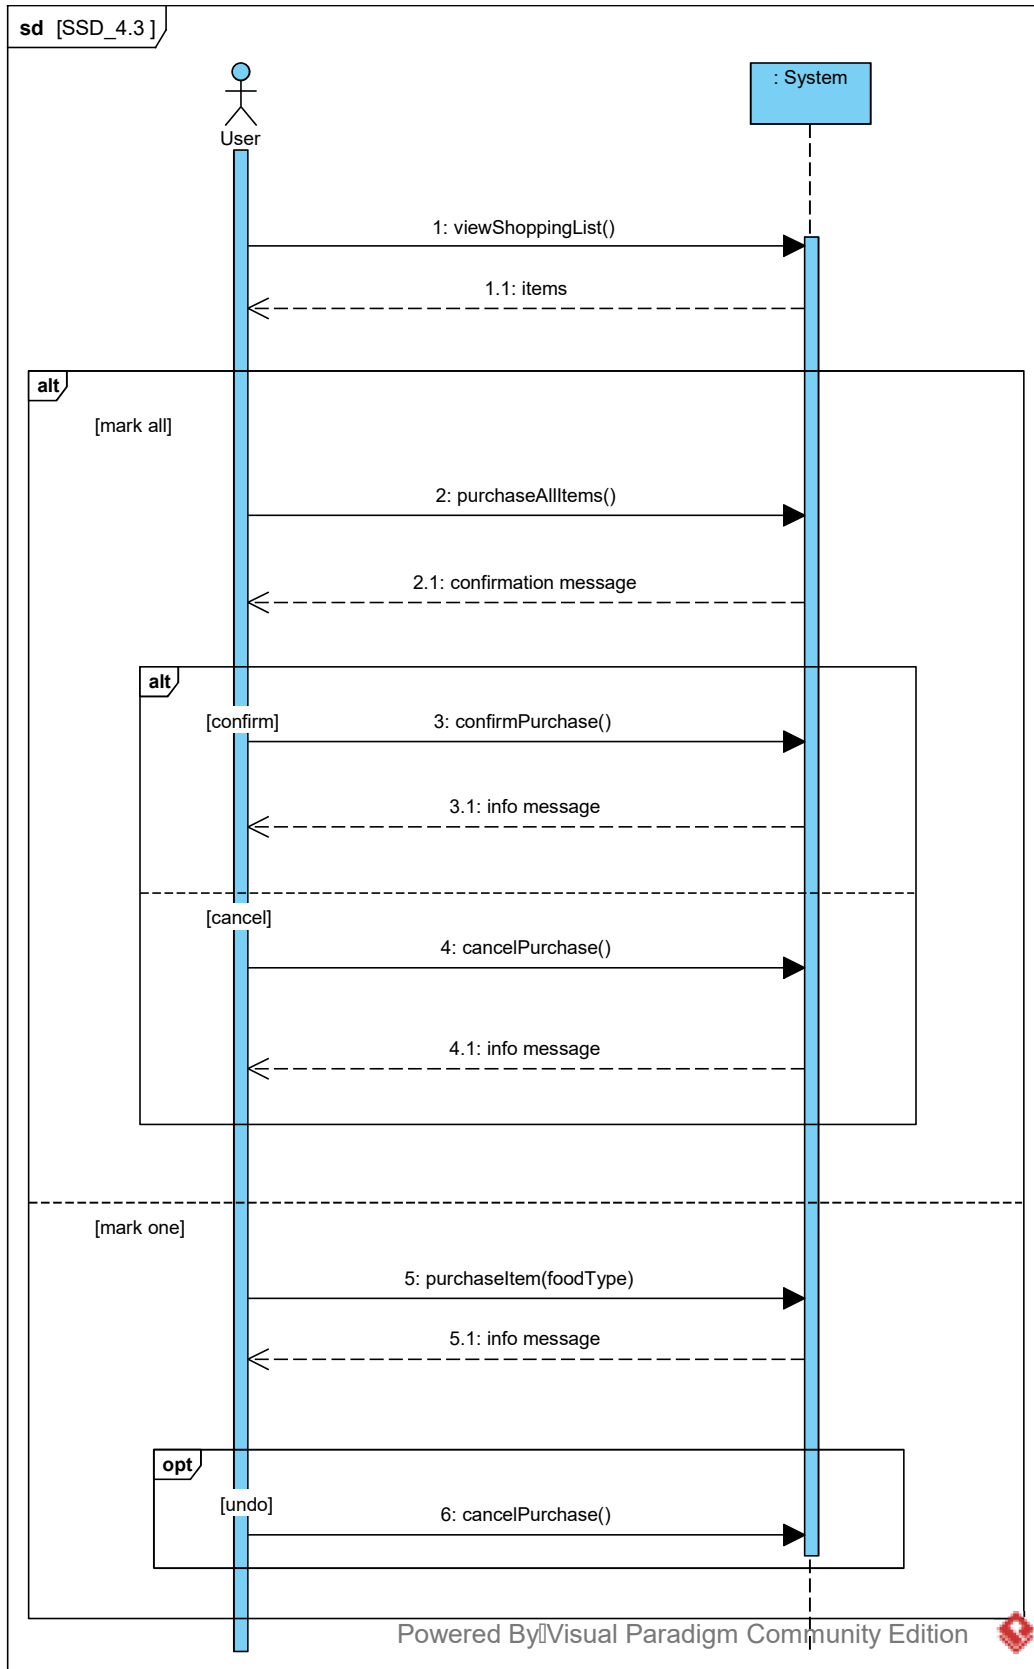 sd [SSD_4.3 ]
: System
User
1: viewShoppingList()
1.1: items
alt
[mark all]
2: purchaseAllItems()
2.1: confirmation message
alt
[confirm]
3: confirmPurchase()
3.1: info message
[cancel]
4: cancelPurchase()
4.1: info message
[mark one]
5: purchaseItem(foodType)
5.1: info message
opt
[undo]
6: cancelPurchase()
Powered By Visual Paradigm Community Edition